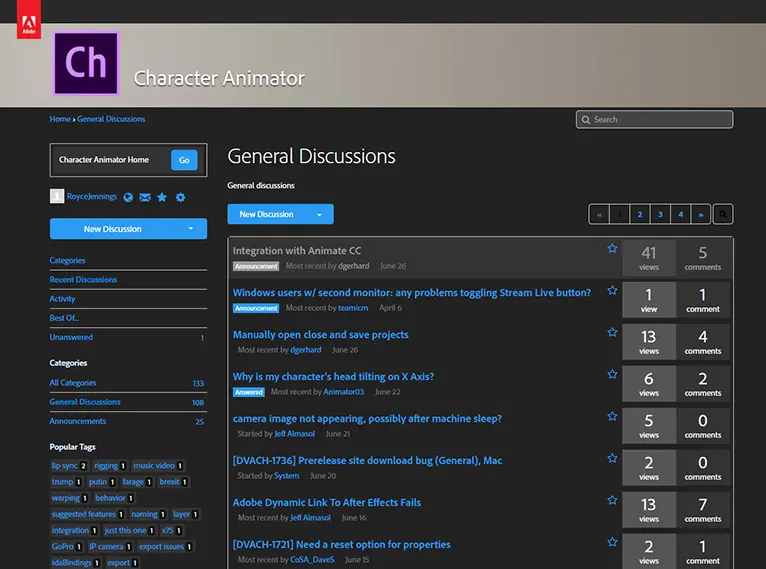 Adobe
Ch
Character Animator
Home › General Discussions
Search
Character Animator Home Go
RoyceJennings
New Discussion
Categories
Recent Discussions
Activity
Best Of...
Unanswered 1
Categories
All Categories 133
General Discussions 108
Announcements 25
Popular Tags
lip sync 2 rigging 1 music video 1
trump 1 putin 1 farage 1 brexit 1
warping 1 behavior 1
suggested features 1 naming 1 layer 1
integration 1 just this one 1 x75 1
GoPro 1 IP camera 1 export issues 1
idaBindings 1 export 1
General Discussions
General discussions
New Discussion
« 1 2 3 4 »
Integration with Animate CC
Announcement Most recent by dgerhard June 26
41 views 5 comments
Windows users w/ second monitor: any problems toggling Stream Live button?
Announcement Most recent by teamicm April 6
1 view 1 comment
Manually open close and save projects
Most recent by dgerhard June 26
13 views 4 comments
Why is my character's head tilting on X Axis?
Answered Most recent by Animator03 June 22
6 views 2 comments
camera image not appearing, possibly after machine sleep?
Started by Jeff Almasol June 21
5 views 0 comments
[DVACH-1736] Prerelease site download bug (General), Mac
Started by System June 20
2 views 0 comments
Adobe Dynamic Link To After Effects Fails
Most recent by Jeff Almasol June 16
13 views 7 comments
[DVACH-1721] Need a reset option for properties
Most recent by CoSA_DaveS June 15
2 views 1 comment